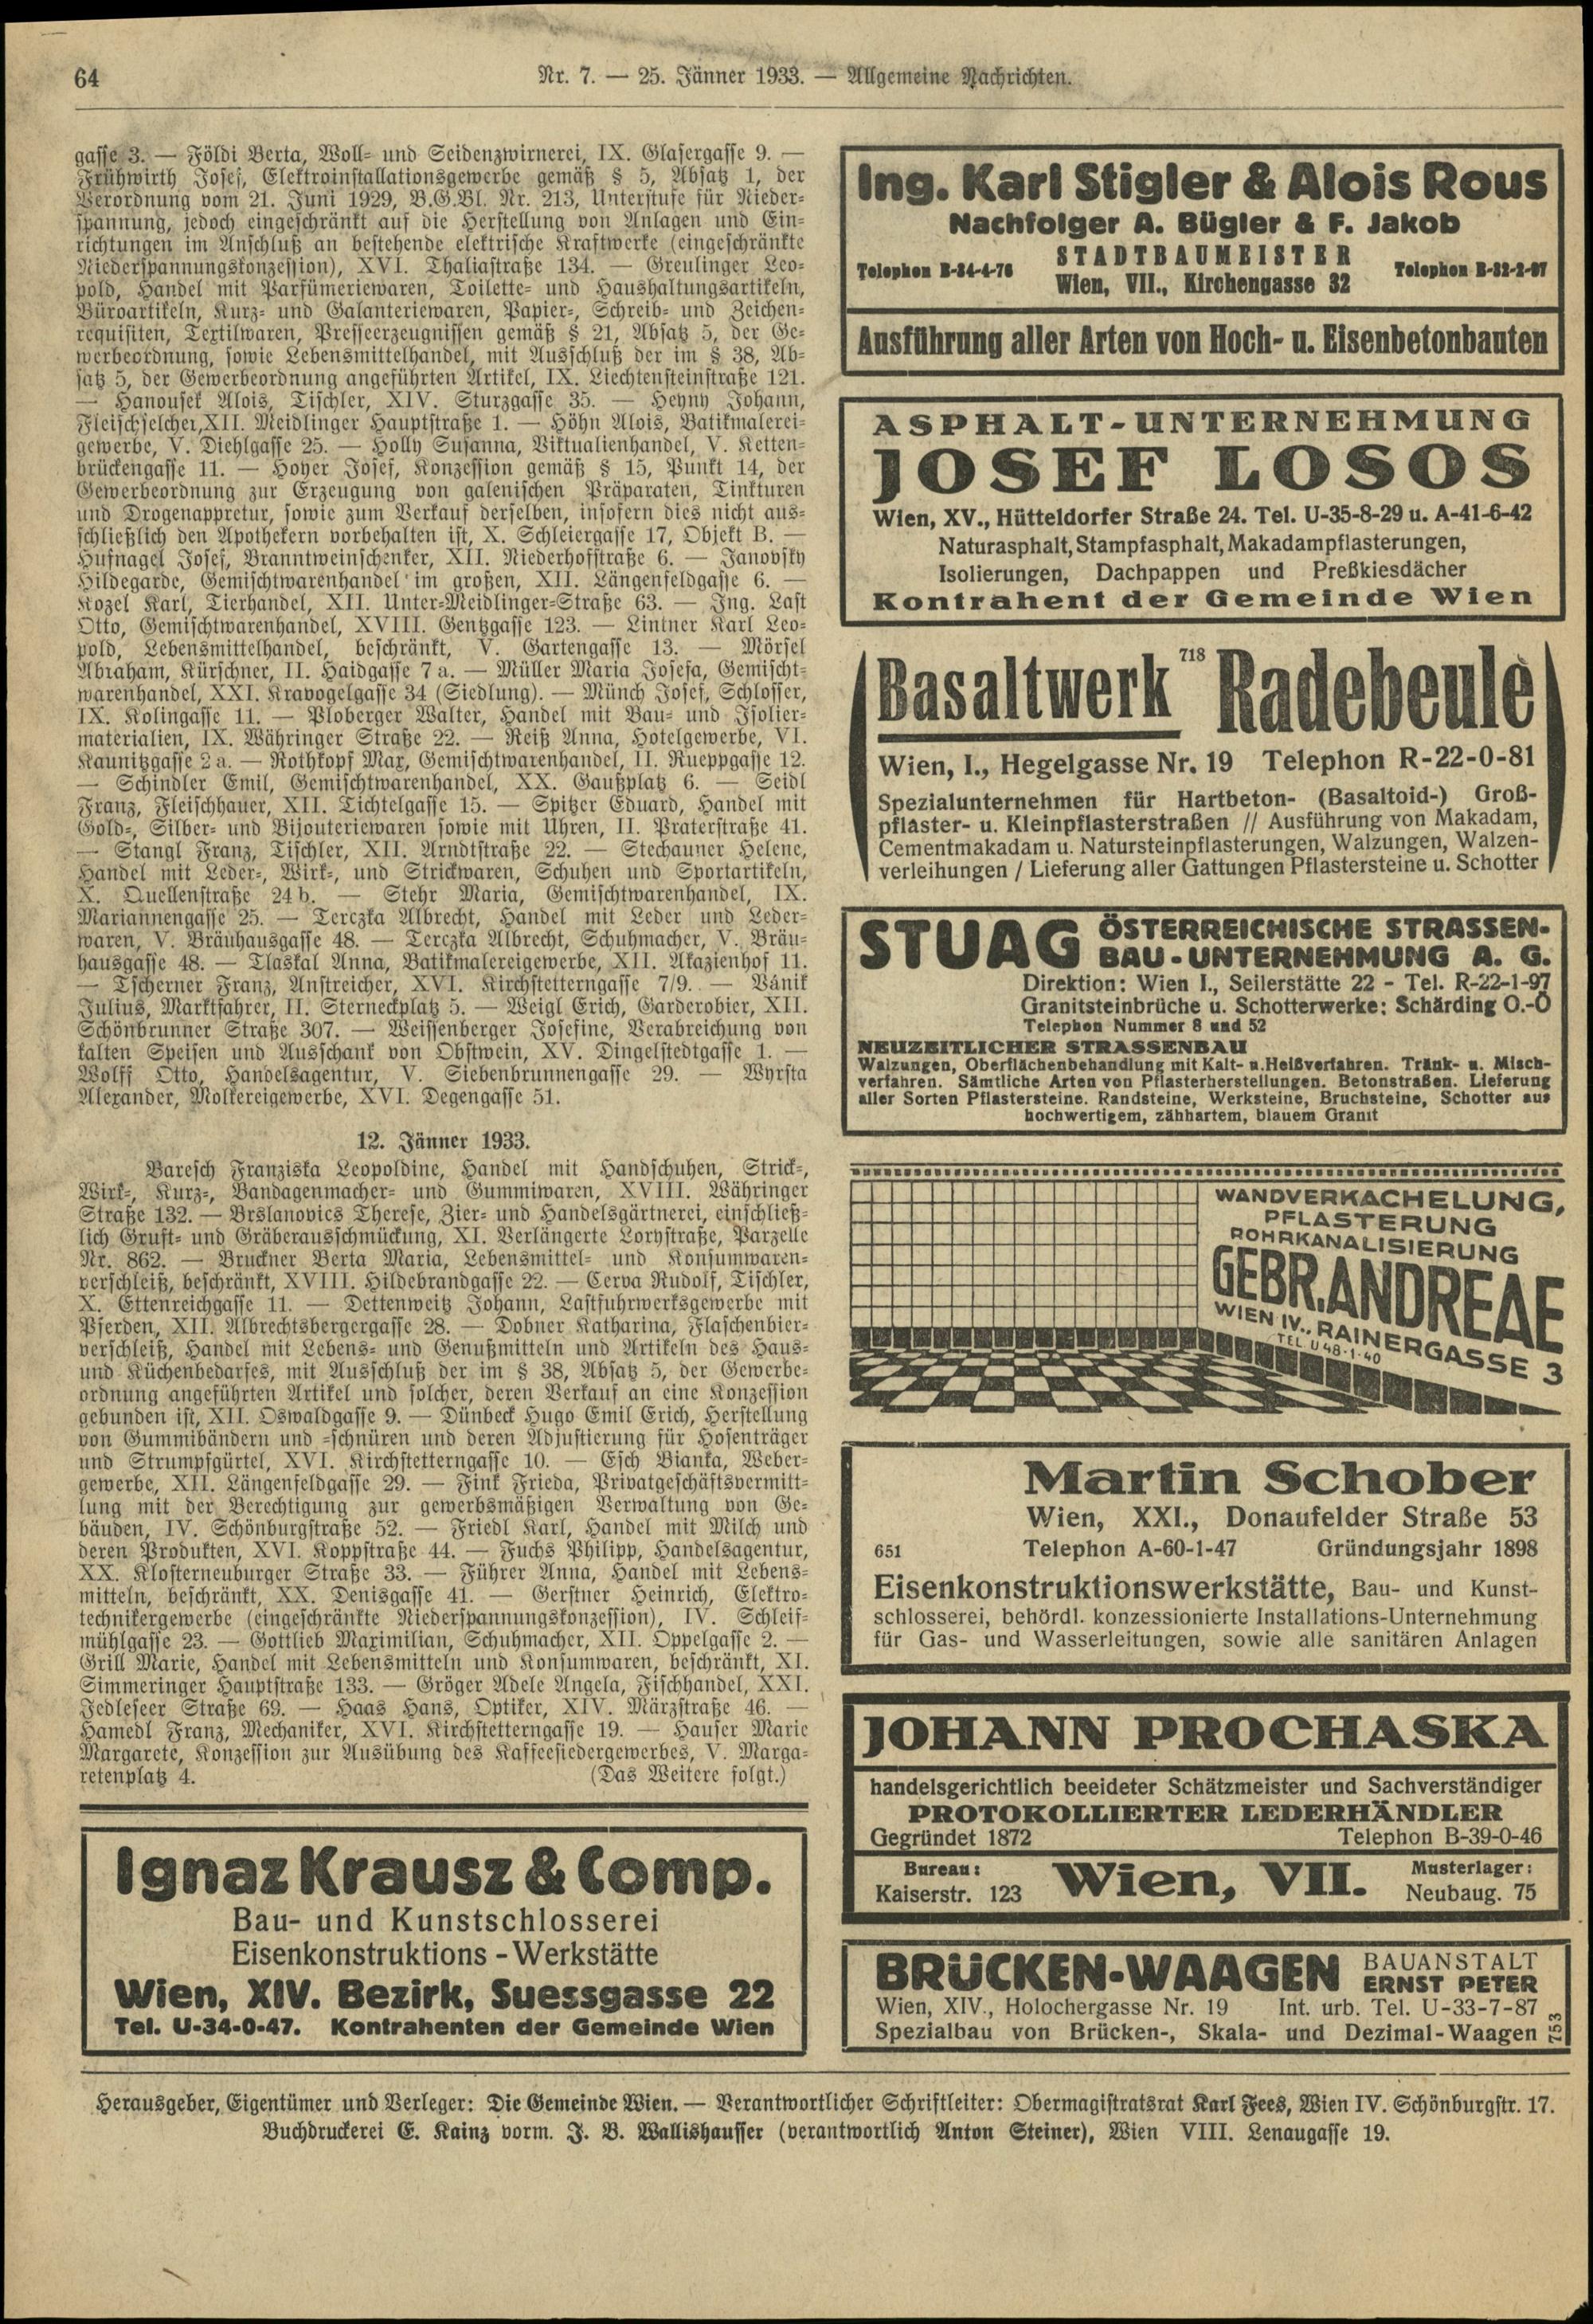 64
Nr. 7. — 25. Jänner 1933. — Allgemeine Nachrichten.
gasse 3. — Földi Berta, Woll- und Seidenzwirnerei, IX. Glasergasse 9. —
Frühwirth Josef, Elektroinstallationsgewerbe gemäß § 5, Absatz 1, der
Verordnung vom 21. Juni 1929, B.G.Bl. Nr. 213, Unterstufe für Nieder-
spannung, jedoch eingeschränkt auf die Herstellung von Anlagen und Ein-
richtungen im Anschluß an bestehende elektrische Kraftwerke (eingeschränkte
Niederspannungskonzession), XVI. Thaliastraße 134. — Greulinger Leo-
pold, Handel mit Parfümeriewaren, Toilette- und Haushaltungsartikeln,
Büroartikeln, Kurz- und Galanteriewaren, Papier-, Schreib- und Zeichen-
requisiten, Textilwaren, Presseerzeugnissen gemäß § 21, Absatz 5, der Ge-
werbeordnung, sowie Lebensmittelhandel, mit Ausschluß der im § 38, Ab-
satz 5, der Gewerbeordnung angeführten Artikel, IX. Liechtensteinstraße 121.
— Hanousek Alois, Tischler, XIV. Sturzgasse 35. — Heyny Johann,
Fleischselcher, XII. Meidlinger Hauptstraße 1. — Höhn Alois, Batikmalerei-
gewerbe, V. Diehlgasse 25. — Holly Susanna, Viktualienhandel, V. Ketten-
brückengasse 11. — Hoyer Josef, Konzession gemäß § 15, Punkt 14, der
Gewerbeordnung zur Erzeugung von galenischen Präparaten, Tinkturen
und Drogenappretur, sowie zum Verkauf derselben, insofern dies nicht aus-
schließlich den Apothekern vorbehalten ist, X. Schleiergasse 17, Objekt B. —
Hufnagel Josef, Branntweinschenker, XII. Niederhofstraße 6. — Janovsky
Hildegarde, Gemischtwarenhandel im großen, XII. Längenfeldgasse 6. —
Kozel Karl, Tierhandel, XII. Unter-Meidlinger-Straße 63. — Ing. Last
Otto, Gemischtwarenhandel, XVIII. Gentzgasse 123. — Lintner Karl Leo-
pold, Lebensmittelhandel, beschränkt, V. Gartengasse 13. — Mörsel
Abraham, Kürschner, II. Haidgasse 7 a. — Müller Maria Josefa, Gemischt-
warenhandel, XXI. Kravogelgasse 34 (Siedlung). — Münch Josef, Schlosser,
IX. Kolingasse 11. — Ploberger Walter, Handel mit Bau- und Isolier-
materialien, IX. Währinger Straße 22. — Reiß Anna, Hotelgewerbe, VI.
Kaunitzgasse 2 a. — Rothkopf Max, Gemischtwarenhandel, II. Rueppgasse 12.
— Schindler Emil, Gemischtwarenhandel, XX. Gaußplatz 6. — Seidl
Franz, Fleischhauer, XII. Tichtelgasse 15. — Spitzer Eduard, Handel mit
Gold-, Silber- und Bijouteriewaren sowie mit Uhren, II. Praterstraße 41.
— Stangl Franz, Tischler, XII. Arndtstraße 22. — Stechauner Helene,
Handel mit Leder-, Wirk-, und Strickwaren, Schuhen und Sportartikeln,
X. Quellenstraße 24 b. — Stehr Maria, Gemischtwarenhandel, IX.
Mariannengasse 25. — Terczka Albrecht, Handel mit Leder und Leder-
waren, V. Bräuhausgasse 48. — Terczka Albrecht, Schuhmacher, V. Bräu-
hausgasse 48. — Tlaskal Anna, Batikmalereigewerbe, XII. Akazienhof 11.
— Tscherner Franz, Anstreicher, XVI. Kirchstetterngasse 7/9. — Vánik
Julius, Marktfahrer, II. Sterneckplatz 5. — Weigl Erich, Garderobier, XII.
Schönbrunner Straße 307. — Weissenberger Josefine, Verabreichung von
kalten Speisen und Ausschank von Obstwein, XV. Dingelstedtgasse 1. —
Wolff Otto, Handelsagentur, V. Siebenbrunnengasse 29. — Wyrsta
Alexander, Molkereigewerbe, XVI. Degengasse 51.
12. Jänner 1933.
Baresch Franziska Leopoldine, Handel mit Handschuhen, Strick-,
Wirk-, Kurz-, Bandagenmacher- und Gummiwaren, XVIII. Währinger
Straße 132. — Brslanovics Therese, Zier- und Handelsgärtnerei, einschließ-
lich Gruft- und Gräberausschmückung, XI. Verlängerte Lorystraße, Parzelle
Nr. 862. — Bruckner Berta Maria, Lebensmittel- und Konsumwaren-
verschleiß, beschränkt, XVIII. Hildebrandgasse 22. — Cerva Rudolf, Tischler,
X. Ettenreichgasse 11. — Dettenweitz Johann, Lastfuhrwerksgewerbe mit
Pferden, XII. Albrechtsbergergasse 28. — Dobner Katharina, Flaschenbier-
verschleiß, Handel mit Lebens- und Genußmitteln und Artikeln des Haus-
und Küchenbedarfes, mit Ausschluß der im § 38, Absatz 5, der Gewerbe-
ordnung angeführten Artikel und solcher, deren Verkauf an eine Konzession
gebunden ist, XII. Oswaldgasse 9. — Dünbeck Hugo Emil Erich, Herstellung
von Gummibändern und -schnüren und deren Adjustierung für Hosenträger
und Strumpfgürtel, XVI. Kirchstetterngasse 10. — Esch Bianka, Weber-
gewerbe, XII. Längenfeldgasse 29. — Fink Frieda, Privatgeschäftsvermitt-
lung mit der Berechtigung zur gewerbsmäßigen Verwaltung von Ge-
bäuden, IV. Schönburgstraße 52. — Friedl Karl, Handel mit Milch und
deren Produkten, XVI. Koppstraße 44. — Fuchs Philipp, Handelsagentur,
XX. Klosterneuburger Straße 33. — Führer Anna, Handel mit Lebens-
mitteln, beschränkt, XX. Denisgasse 41. — Gerstner Heinrich, Elektro-
technikergewerbe (eingeschränkte Niederspannungskonzession), IV. Schleif-
mühlgasse 23. — Gottlieb Maximilian, Schuhmacher, XII. Oppelgasse 2. —
Grill Marie, Handel mit Lebensmitteln und Konsumwaren, beschränkt, XI.
Simmeringer Hauptstraße 133. — Gröger Adele Angela, Fischhandel, XXI.
Jedleseer Straße 69. — Haas Hans, Optiker, XIV. Märzstraße 46. —
Hamedl Franz, Mechaniker, XVI. Kirchstetterngasse 19. — Hauser Marie
Margarete, Konzession zur Ausübung des Kaffeesiedergewerbes, V. Marga-
retenplatz 4. (Das Weitere folgt.)
Ignaz Krausz & Comp.
Bau- und Kunstschlosserei
Eisenkonstruktions-Werkstätte
Wien, XIV. Bezirk, Suessgasse 22
Tel. U-34-0-47. Kontrahenten der Gemeinde Wien
Ing. Karl Stigler & Alois Rous
Nachfolger A. Bügler & F. Jakob
STADTBAUMEISTER
Telephon B-34-4-76 Wien, VII., Kirchengasse 32 Telephon B-32-2-07
Ausführung aller Arten von Hoch- u. Eisenbetonbauten
ASPHALT-UNTERNEHMUNG
JOSEF LOSOS
Wien, XV., Hütteldorfer Straße 24. Tel. U-35-8-29 u. A-41-6-42
Naturasphalt, Stampfasphalt, Makadampflasterungen,
Isolierungen, Dachpappen und Preßkiesdächer
Kontrahent der Gemeinde Wien
Basaltwerk 718 Radebeule
Wien, I., Hegelgasse Nr. 19 Telephon R-22-0-81
Spezialunternehmen für Hartbeton- (Basaltoid-) Groß-
pflaster- u. Kleinpflasterstraßen // Ausführung von Makadam,
Cementmakadam u. Natursteinpflasterungen, Walzungen, Walzen-
verleihungen / Lieferung aller Gattungen Pflastersteine u. Schotter
STUAG ÖSTERREICHISCHE STRASSEN-
BAU-UNTERNEHMUNG A. G.
Direktion: Wien I., Seilerstätte 22 - Tel. R-22-1-97
Granitsteinbrüche u. Schotterwerke: Schärding O.-Ö
Telephon Nummer 8 und 52
NEUZEITLICHER STRASSENBAU
Walzungen, Oberflächenbehandlung mit Kalt- u. Heißverfahren. Tränk- u. Misch-
verfahren. Sämtliche Arten von Pflasterherstellungen. Betonstraßen. Lieferung
aller Sorten Pflastersteine. Randsteine, Werksteine, Bruchsteine, Schotter aus
hochwertigem, zähhartem, blauem Granit
WANDVERKACHELUNG,
PFLASTERUNG
ROHRKANALISIERUNG
GEBR. ANDREAE
WIEN IV., RAINERGASSE 3
TEL. U 48-1-40
Martin Schober
Wien, XXI., Donaufelder Straße 53
651 Telephon A-60-1-47 Gründungsjahr 1898
Eisenkonstruktionswerkstätte, Bau- und Kunst-
schlosserei, behördl. konzessionierte Installations-Unternehmung
für Gas- und Wasserleitungen, sowie alle sanitären Anlagen
JOHANN PROCHASKA
handelsgerichtlich beeideter Schätzmeister und Sachverständiger
PROTOKOLLIERTER LEDERHÄNDLER
Gegründet 1872 Telephon B-39-0-46
Bureau: Wien, VII. Musterlager:
Kaiserstr. 123 Neubaug. 75
BRÜCKEN-WAAGEN BAUANSTALT
ERNST PETER
Wien, XIV., Holochergasse Nr. 19 Int. urb. Tel. U-33-7-87
Spezialbau von Brücken-, Skala- und Dezimal-Waagen
753
Herausgeber, Eigentümer und Verleger: Die Gemeinde Wien. — Verantwortlicher Schriftleiter: Obermagistratsrat Karl Fees, Wien IV. Schönburgstr. 17.
Buchdruckerei E. Kainz vorm. J. B. Wallishausser (verantwortlich Anton Steiner), Wien VIII. Lenaugasse 19.